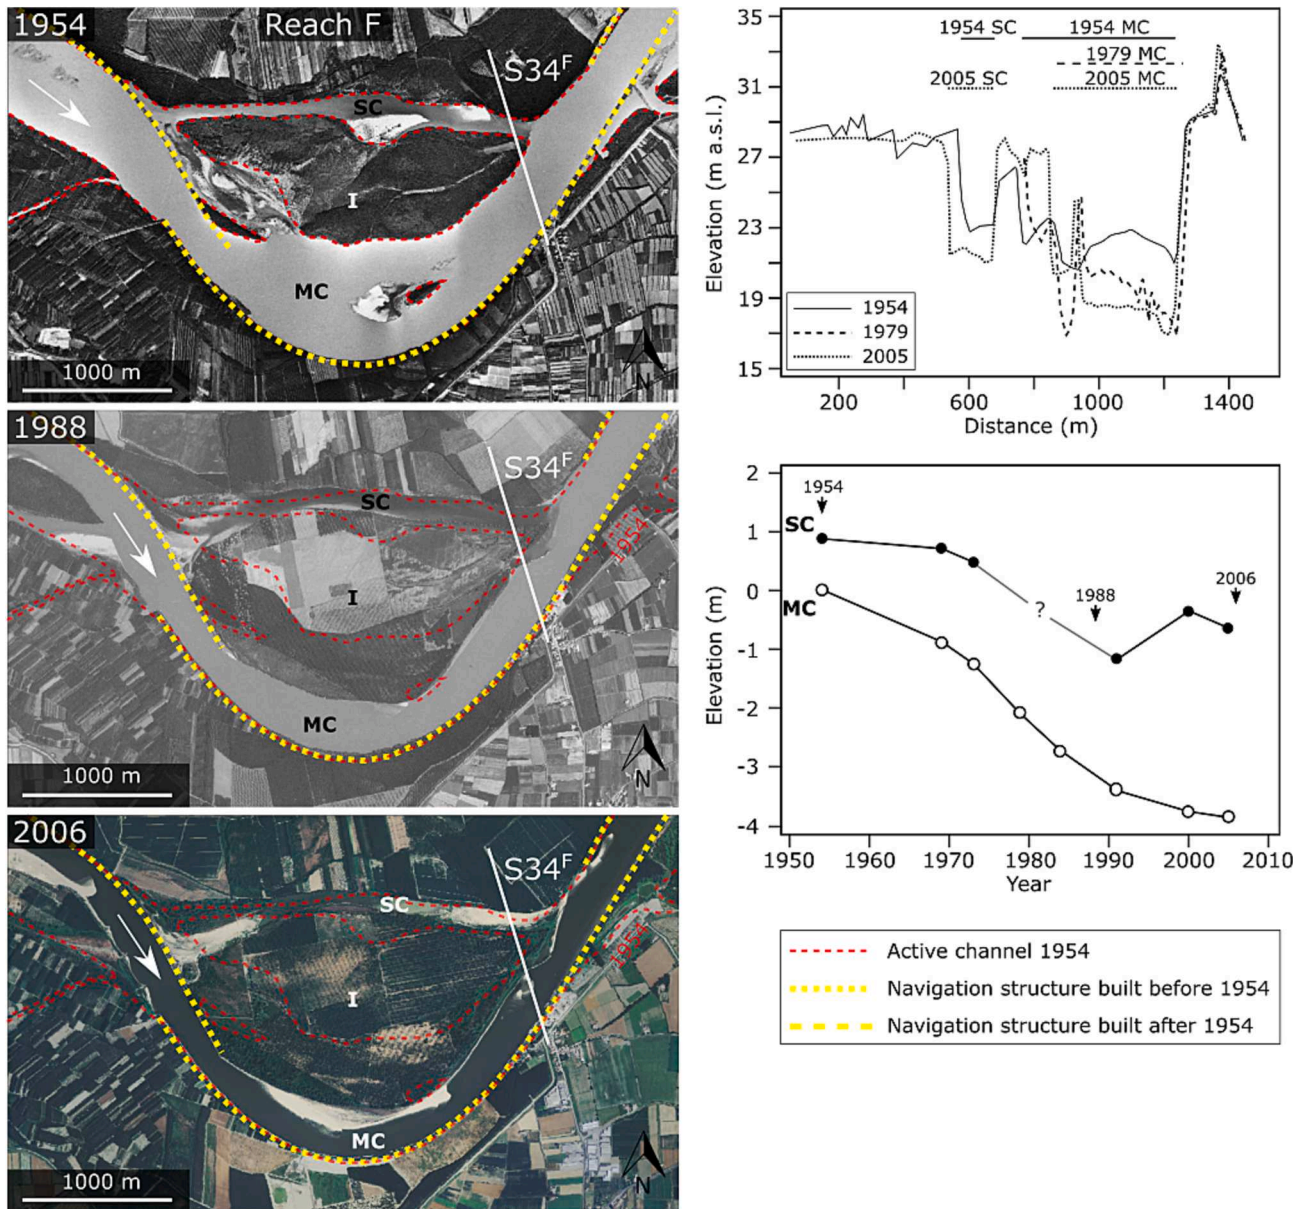 1954
Reach F
S34F
SC
I
MC
1000 m
N
1988
S34F
SC
1954
I
MC
1000 m
N
2006
S34F
SC
1954
I
MC
1000 m
N
35
31
27
23
19
15
Elevation (m a.s.l.)
1954 SC
1954 MC
1979 MC
2005 SC
2005 MC
1954
1979
2005
200
600
1000
1400
Distance (m)
2
1
0
-1
-2
-3
-4
Elevation (m)
1954
SC
MC
?
1988
2006
1950 1960 1970 1980 1990 2000 2010
Year
Active channel 1954
Navigation structure built before 1954
Navigation structure built after 1954